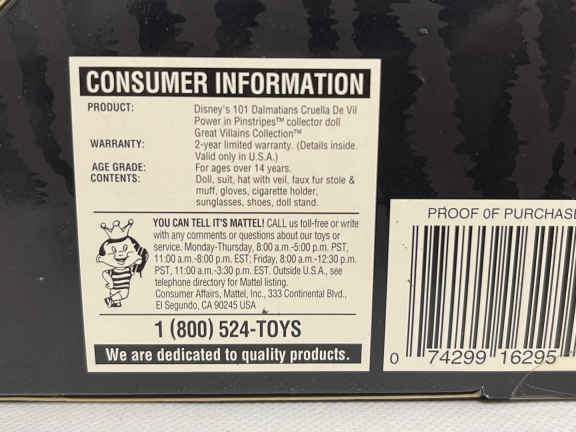 CONSUMER INFORMATION
PRODUCT: Disney's 101 Dalmatians Cruella De Vil
Power in Pinstripes™ collector doll
Great Villains Collection™
WARRANTY: 2-year limited warranty. (Details inside.
Valid only in U.S.A.)
AGE GRADE: For ages over 14 years.
CONTENTS: Doll, suit, hat with veil, faux fur stole &
muff, gloves, cigarette holder,
sunglasses, shoes, doll stand.
YOU CAN TELL IT'S MATTEL! CALL us toll-free or write
with any comments or questions about our toys or
service. Monday-Thursday, 8:00 a.m.-5:00 p.m. PST,
11:00 a.m.-8:00 p.m. EST; Friday, 8:00 a.m.-12:30 p.m.
PST, 11:00 a.m.-3:30 p.m. EST. Outside U.S.A., see
telephone directory for Mattel listing.
Consumer Affairs, Mattel, Inc., 333 Continental Blvd.,
El Segundo, CA 90245 USA
1 (800) 524-TOYS
We are dedicated to quality products.
PROOF OF PURCHASE
0 74299 16295